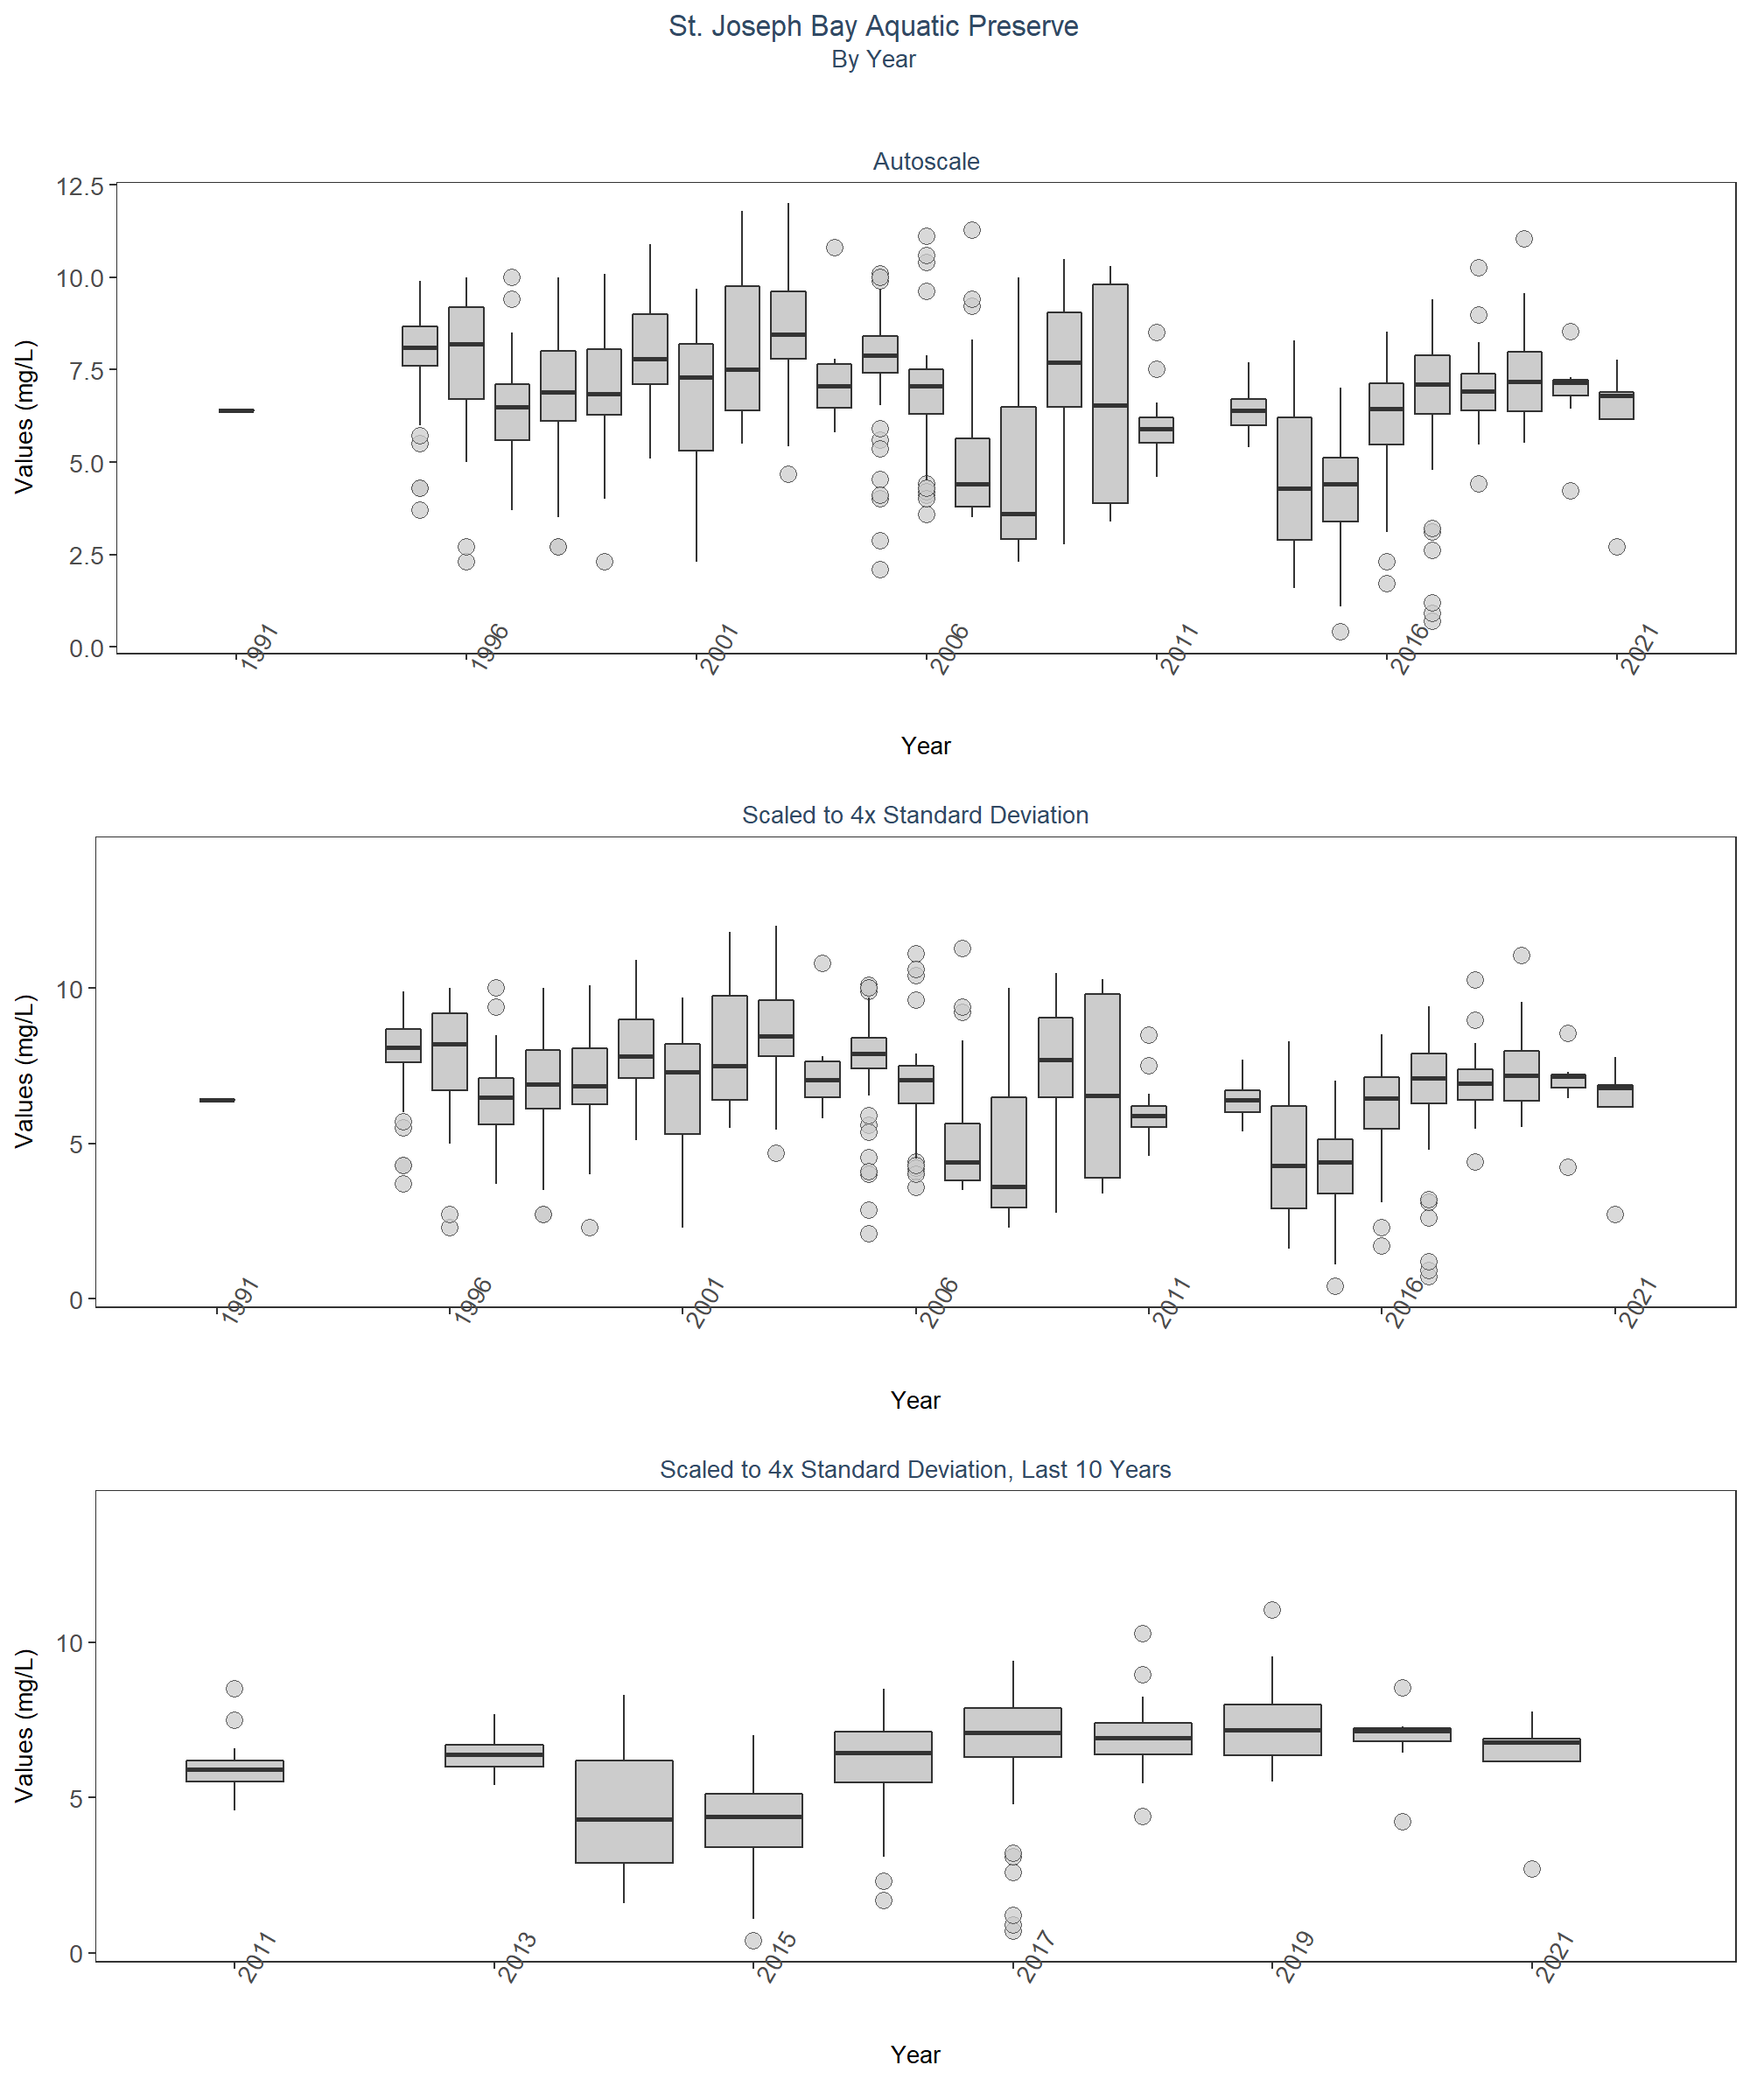 St. Joseph Bay Aquatic Preserve
By Year
Autoscale
Values (mg/L)
12.5
10.0
7.5
5.0
2.5
0.0
1991
1996
2001
2006
2011
2016
2021
Year
Scaled to 4x Standard Deviation
Values (mg/L)
10
5
0
1991
1996
2001
2006
2011
2016
2021
Year
Scaled to 4x Standard Deviation, Last 10 Years
Values (mg/L)
10
5
0
2011
2013
2015
2017
2019
2021
Year